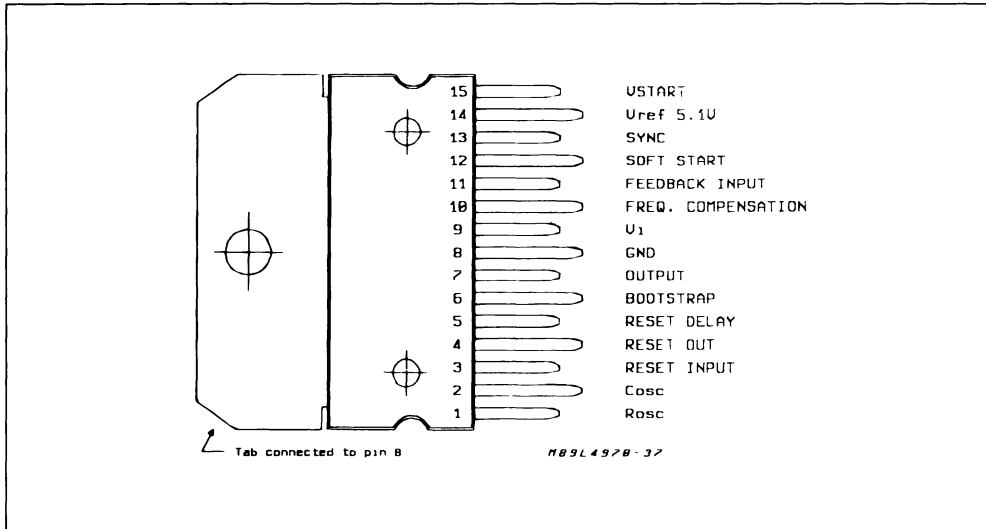 15 VSTART
14 Vref 5.1V
13 SYNC
12 SOFT START
11 FEEDBACK INPUT
10 FREQ. COMPENSATION
9 Vi
8 GND
7 OUTPUT
6 BOOTSTRAP
5 RESET DELAY
4 RESET OUT
3 RESET INPUT
2 Cosc
1 Rosc
Tab connected to pin 8 M89L4970-37